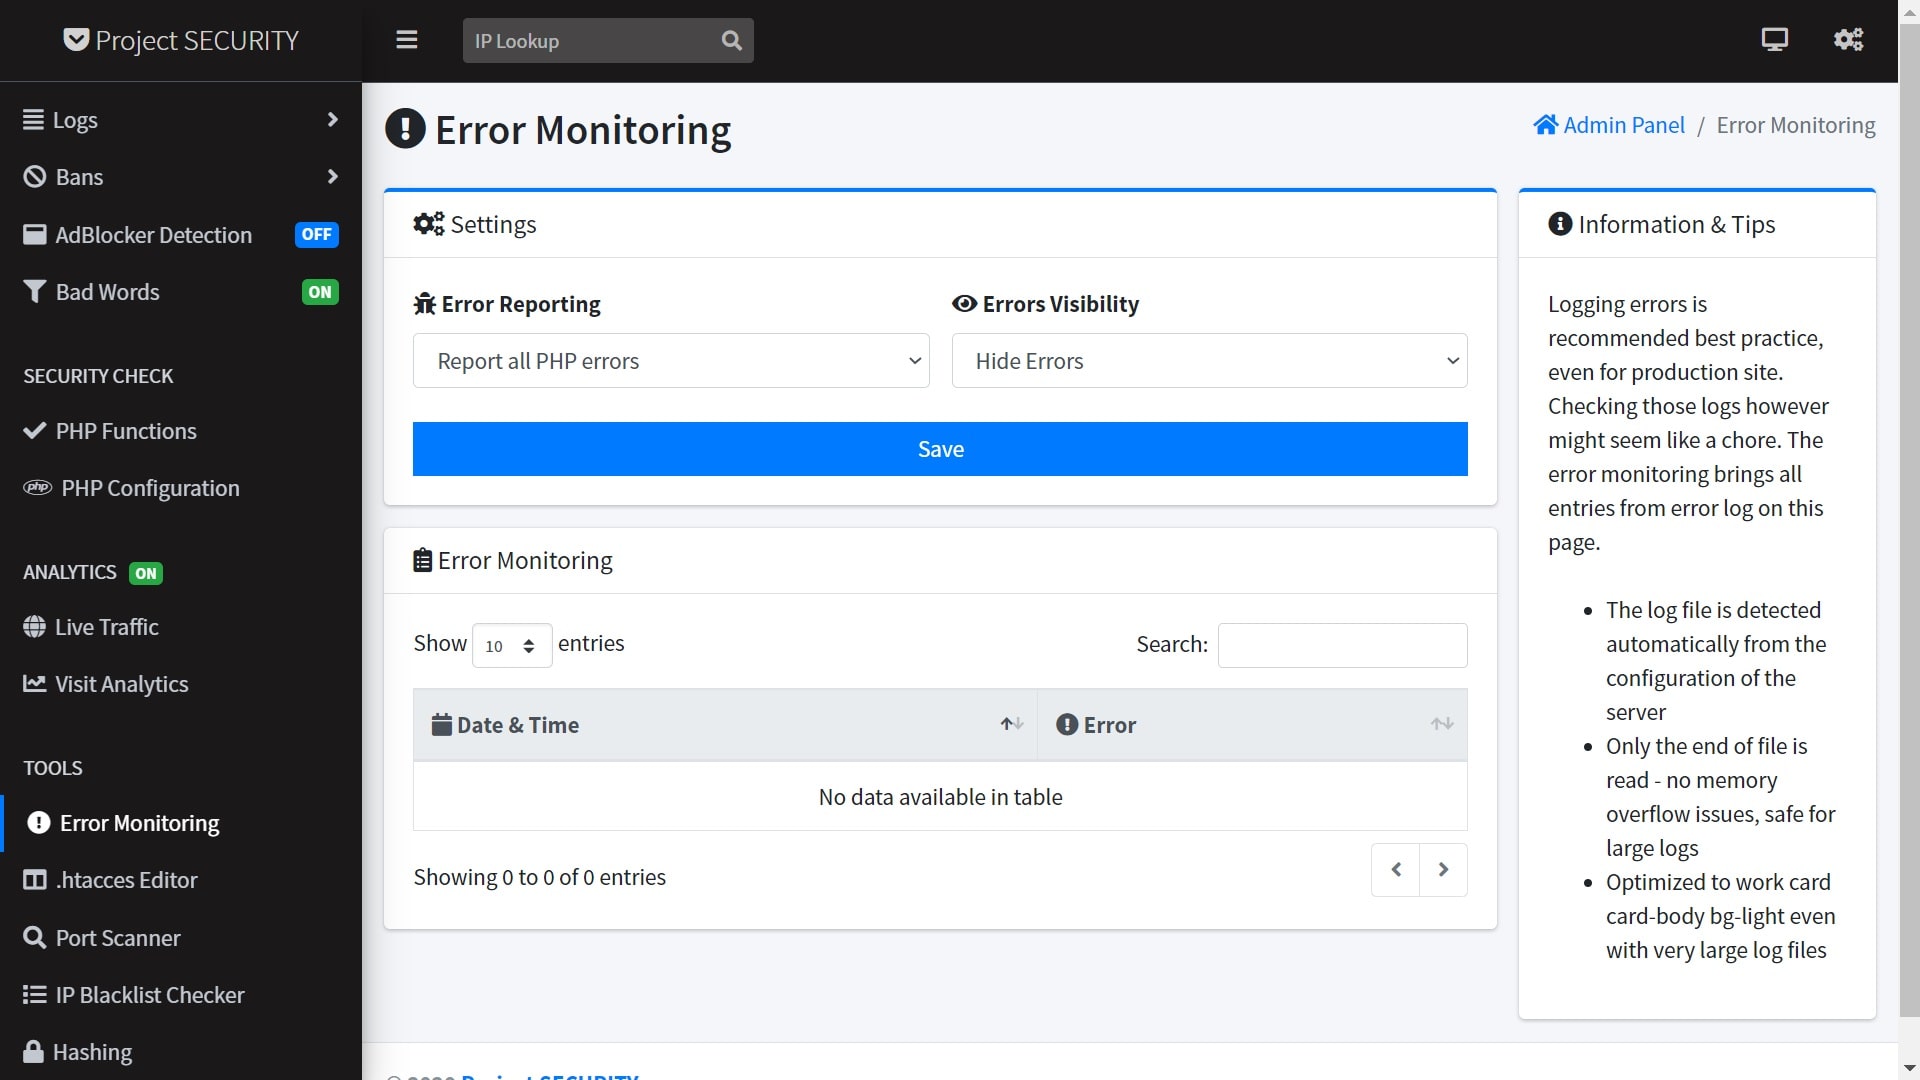 Project SECURITY
IP Lookup
Logs
Bans
AdBlocker Detection OFF
Bad Words ON
SECURITY CHECK
PHP Functions
php PHP Configuration
ANALYTICS ON
Live Traffic
Visit Analytics
TOOLS
Error Monitoring
.htacces Editor
Port Scanner
IP Blacklist Checker
Hashing
Error Monitoring
Admin Panel / Error Monitoring
Settings
Error Reporting
Report all PHP errors
Errors Visibility
Hide Errors
Save
Error Monitoring
Show 10 entries
Search:
Date & Time
Error
No data available in table
Showing 0 to 0 of 0 entries
Information & Tips
Logging errors is
recommended best practice,
even for production site.
Checking those logs however
might seem like a chore. The
error monitoring brings all
entries from error log on this
page.
The log file is detected
automatically from the
configuration of the
server
Only the end of file is
read - no memory
overflow issues, safe for
large logs
Optimized to work card
card-body bg-light even
with very large log files
© 2020 Project SECURITY